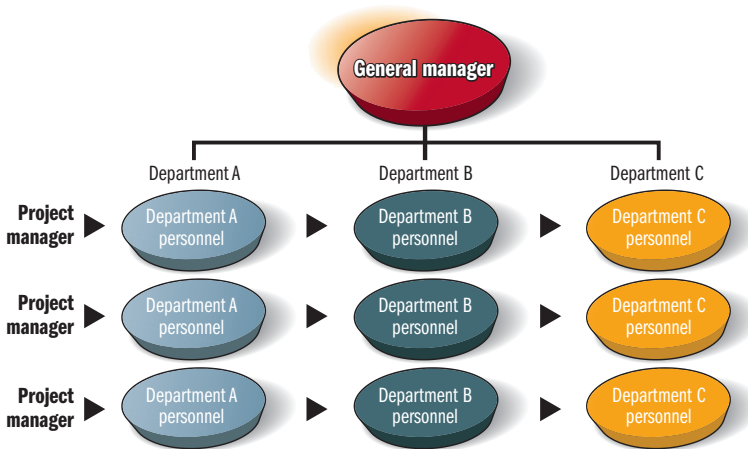 General manager
Department A
Department B
Department C
Project
manager
Department A
personnel
Department B
personnel
Department C
personnel
Project
manager
Department A
personnel
Department B
personnel
Department C
personnel
Project
manager
Department A
personnel
Department B
personnel
Department C
personnel